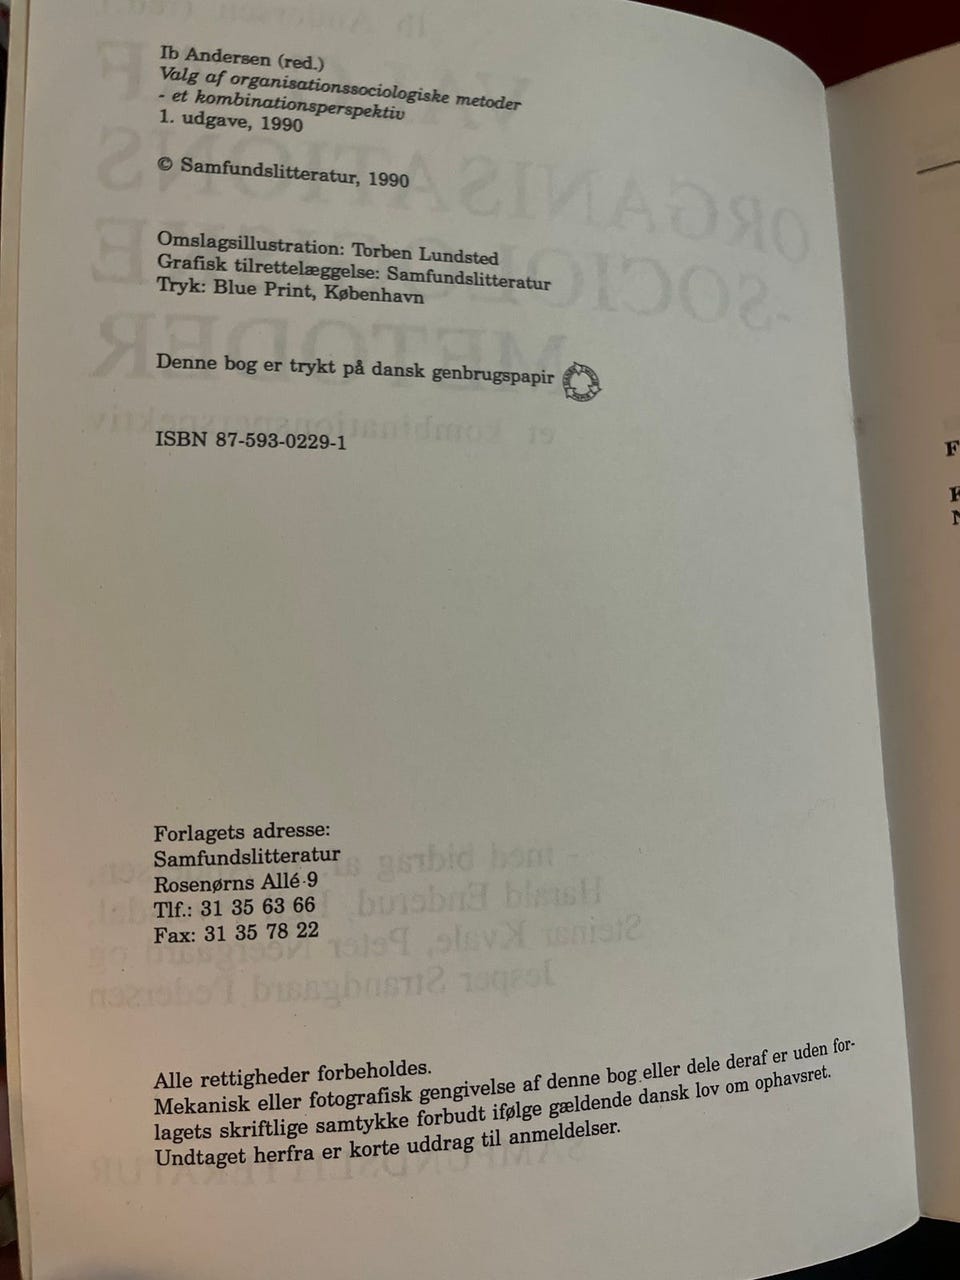 Ib Andersen (red.)
Valg af organisationssociologiske metoder
- et kombinationsperspektiv
1. udgave, 1990
© Samfundslitteratur, 1990
Omslagsillustration: Torben Lundsted
Grafisk tilrettelæggelse: Samfundslitteratur
Tryk: Blue Print, København
Denne bog er trykt på dansk genbrugspapir
ISBN 87-593-0229-1
Forlagets adresse:
Samfundslitteratur
Rosenørns Allé 9
Tlf.: 31 35 63 66
Fax: 31 35 78 22
Alle rettigheder forbeholdes.
Mekanisk eller fotografisk gengivelse af denne bog eller dele deraf er uden for-
lagets skriftlige samtykke forbudt ifølge gældende dansk lov om ophavsret.
Undtaget herfra er korte uddrag til anmeldelser.